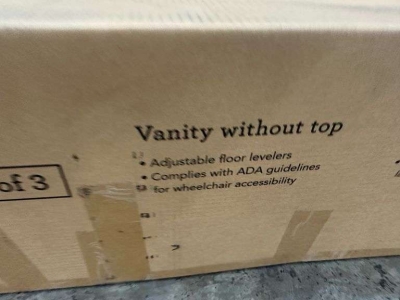 Vanity without top
• Adjustable floor levelers
• Complies with ADA guidelines
for wheelchair accessibility
of 3